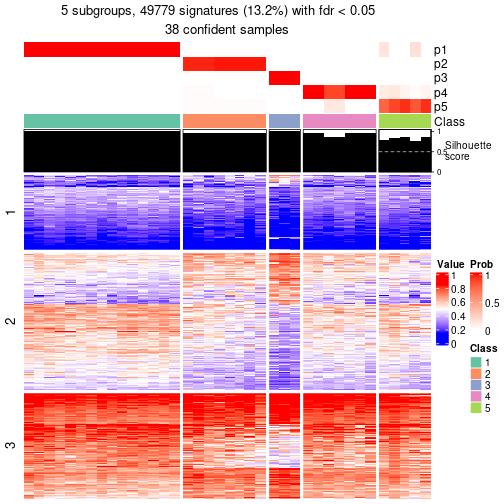 5 subgroups, 49779 signatures (13.2%) with fdr < 0.05
38 confident samples
p1
p2
p3
p4
p5
Class
1
0.5
0
Silhouette
score
1
2
3
Value
1
0.8
0.6
0.4
0.2
0
Prob
1
0.5
0
Class
1
2
3
4
5